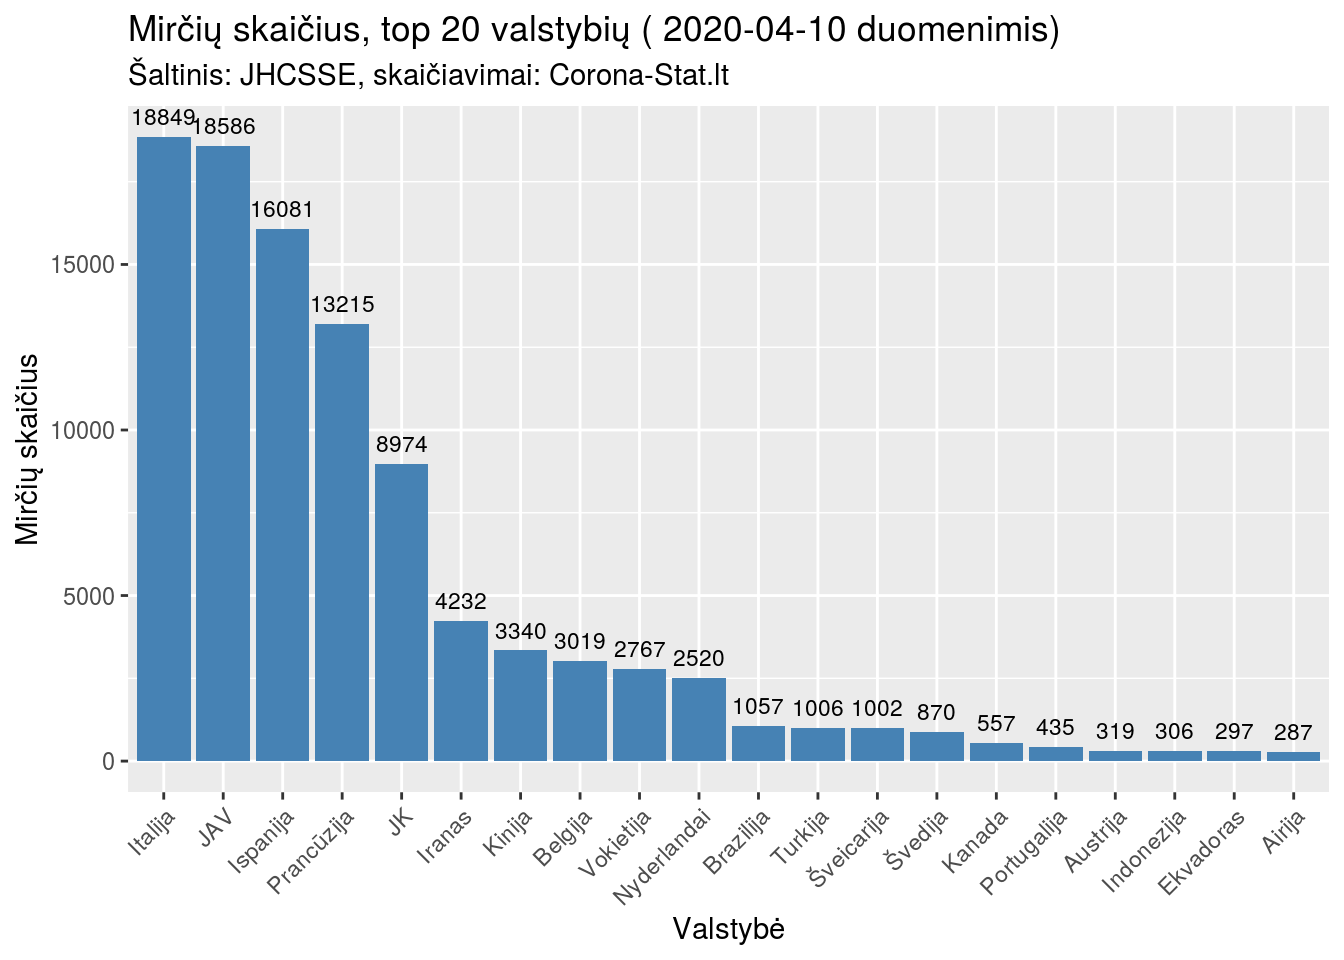 Mirčių skaičius, top 20 valstybių ( 2020-04-10 duomenimis)
Šaltinis: JHCSSE, skaičiavimai: Corona-Stat.lt
18849
18586
16081
13215
8974
4232
3340
3019
2767
2520
1057
1006
1002
870
557
435
319
306
297
287
15000
10000
5000
0
Mirčių skaičius
Italija
JAV
Ispanija
Prancūzija
JK
Iranas
Kinija
Belgija
Vokietija
Nyderlandai
Brazilija
Turkija
Šveicarija
Švedija
Kanada
Portugalija
Austrija
Indonezija
Ekvadoras
Airija
Valstybė